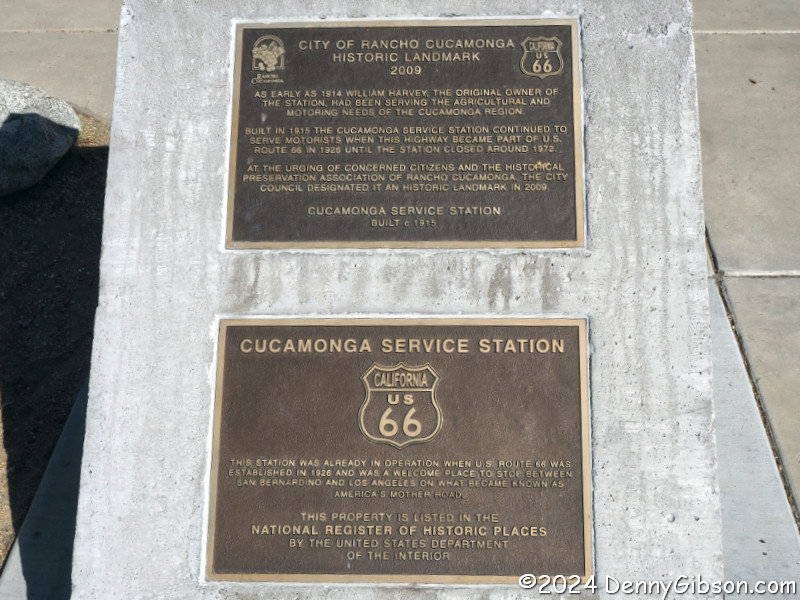 CITY OF RANCHO CUCAMONGA
HISTORIC LANDMARK
2009
RANCHO
CUCAMONGA
CALIFORNIA
US
66
AS EARLY AS 1914 WILLIAM HARVEY, THE ORIGINAL OWNER OF
THE STATION, HAD BEEN SERVING THE AGRICULTURAL AND
MOTORING NEEDS OF THE CUCAMONGA REGION.
BUILT IN 1915 THE CUCAMONGA SERVICE STATION CONTINUED TO
SERVE MOTORISTS WHEN THIS HIGHWAY BECAME PART OF U.S.
ROUTE 66 IN 1926 UNTIL THE STATION CLOSED AROUND 1972.
AT THE URGING OF CONCERNED CITIZENS AND THE HISTORICAL
PRESERVATION ASSOCIATION OF RANCHO CUCAMONGA, THE CITY
COUNCIL DESIGNATED IT AN HISTORIC LANDMARK IN 2009.
CUCAMONGA SERVICE STATION
BUILT c 1915
CUCAMONGA SERVICE STATION
CALIFORNIA
US
66
THIS STATION WAS ALREADY IN OPERATION WHEN U.S. ROUTE 66 WAS
ESTABLISHED IN 1926 AND WAS A WELCOME PLACE TO STOP BETWEEN
SAN BERNARDINO AND LOS ANGELES ON WHAT BECAME KNOWN AS
AMERICA'S MOTHER ROAD.
THIS PROPERTY IS LISTED IN THE
NATIONAL REGISTER OF HISTORIC PLACES
BY THE UNITED STATES DEPARTMENT
OF THE INTERIOR
©2024 DennyGibson.com